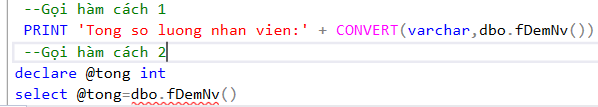 --Gọi hàm cách 1
PRINT 'Tong so luong nhan vien:' + CONVERT(varchar,dbo.fDemNv())
--Gọi hàm cách 2
declare @tong int
select @tong=dbo.fDemNv()